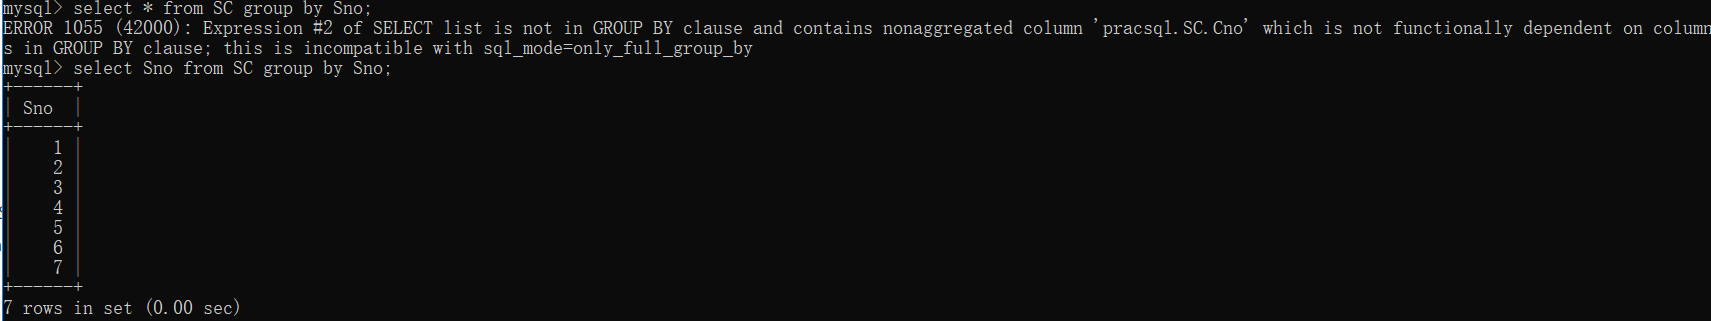 mysql> select * from SC group by Sno;
ERROR 1055 (42000): Expression #2 of SELECT list is not in GROUP BY clause and contains nonaggregated column 'pracsql.SC.Cno' which is not functionally dependent on column
s in GROUP BY clause; this is incompatible with sql_mode=only_full_group_by
mysql> select Sno from SC group by Sno;
+------+
| Sno  |
+------+
|    1 |
|    2 |
|    3 |
|    4 |
|    5 |
|    6 |
|    7 |
+------+
7 rows in set (0.00 sec)